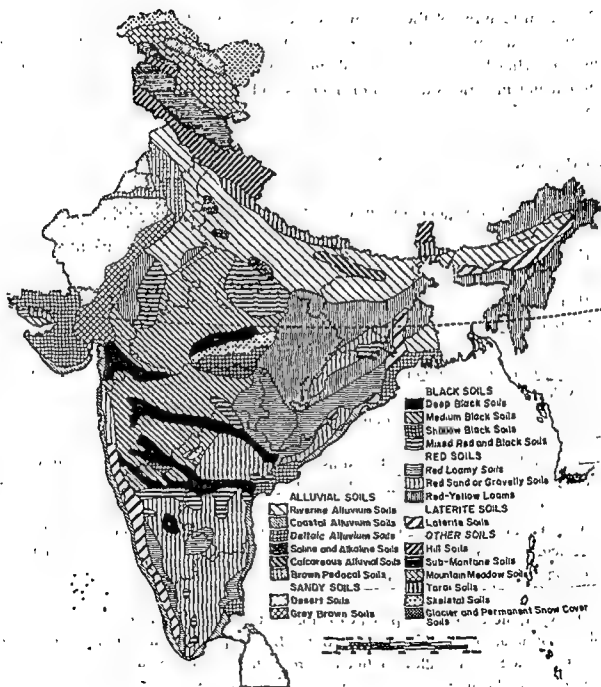 BLACK SOILS
Deep Black Soils
Medium Black Soils
Shallow Black Soils
Mixed Red and Black Soils
RED SOILS
Red Loamy Soils
Red Sand or Gravelly Soils
Red-Yellow Loams
LATERITE SOILS
Laterite Soils
OTHER SOILS
Hill Soils
Sub-Montane Soils
Mountain Meadow Soils
Tarai Soils
Skeletal Soils
Glacier and Permanent Snow Cover
Soils
ALLUVIAL SOILS
Riverine Alluvium Soils
Coastal Alluvium Soils
Deltaic Alluvium Soils
Saline and Alkaline Soils
Calcareous Alluvial Soils
Brown Pedocal Soils
SANDY SOILS
Desert Soils
Grey Brown Soils